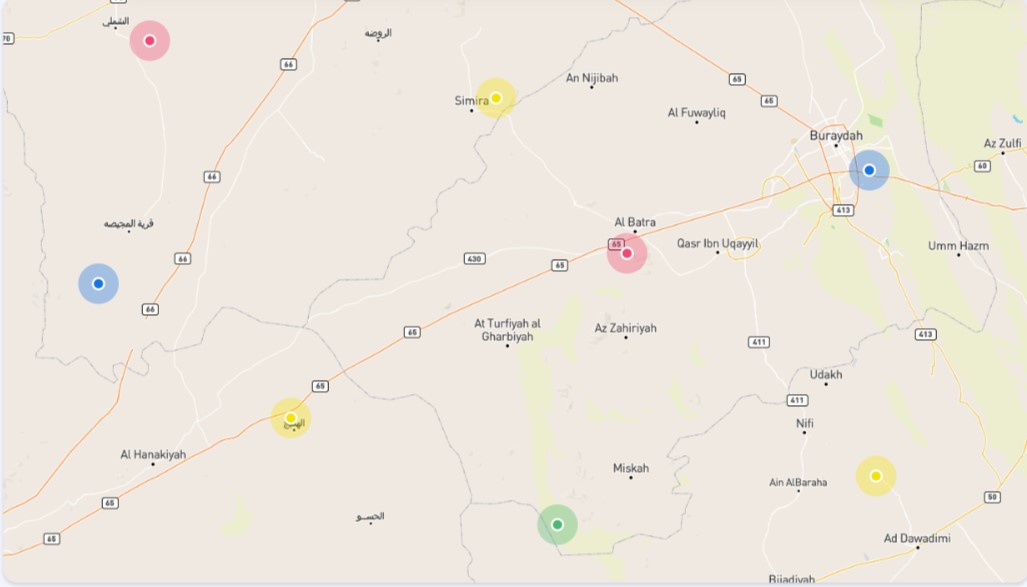 الشملي
70
الروضة
66
An Nijibah
65
Simira
65
Al Fuwayliq
Buraydah
Az Zulfi
60
66
413
قرية المجيصه
Al Batra
65
Qasr Ibn Uqayyil
Umm Hazm
430
66
65
66
At Turfiyah al
Gharbiyah
Az Zahiriyah
65
411
413
Udakh
65
411
Nifi
Al Hanakiyah
Miskah
Ain AlBaraha
50
65
الحسو
65
Ad Dawadimi
Bijadiyah